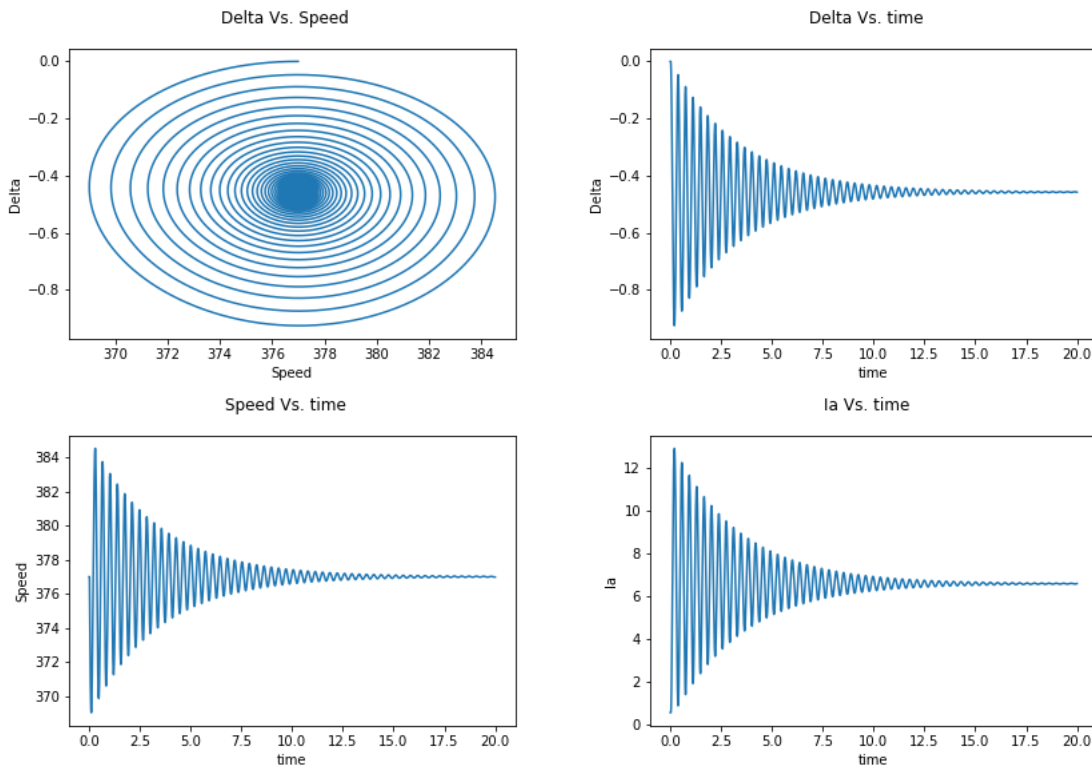 Delta Vs. Speed
0.0
−0.2
−0.4
−0.6
−0.8
Delta
370 372 374 376 378 380 382 384
Speed
Delta Vs. time
0.0
−0.2
−0.4
−0.6
−0.8
Delta
0.0 2.5 5.0 7.5 10.0 12.5 15.0 17.5 20.0
time
Speed Vs. time
384
382
380
378
376
374
372
370
Speed
0.0 2.5 5.0 7.5 10.0 12.5 15.0 17.5 20.0
time
Ia Vs. time
12
10
8
6
4
2
0
Ia
0.0 2.5 5.0 7.5 10.0 12.5 15.0 17.5 20.0
time